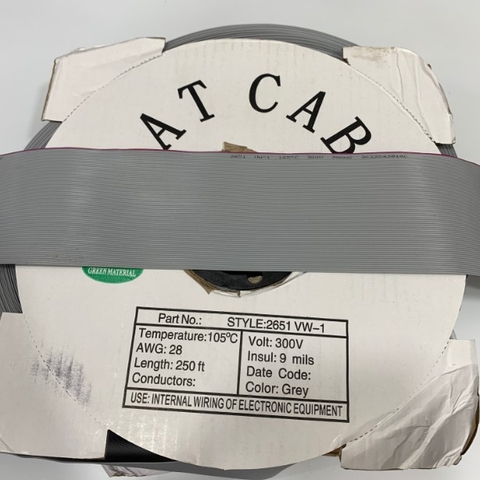 AT CAB
GREEN MATERIAL
Part No.: STYLE:2651 VW-1
Temperature:105°C
AWG: 28
Length: 250 ft
Conductors:
Volt: 300V
Insul: 9 mils
Date Code:
Color: Grey
USE: INTERNAL WIRING OF ELECTRONIC EQUIPMENT